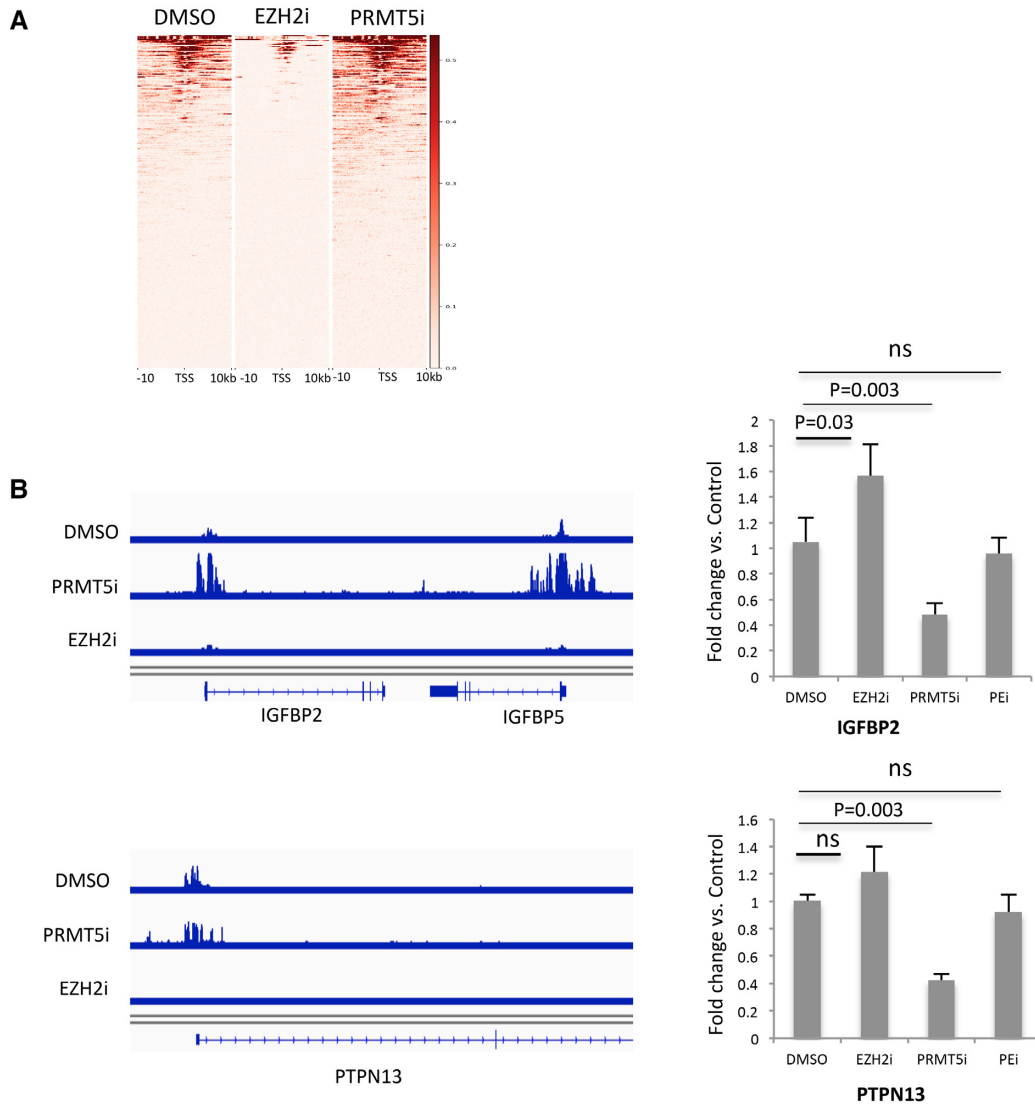 A
DMSO EZH2i PRMT5i
0.5
0.4
0.3
0.2
0.1
0.0
-10 TSS 10kb -10 TSS 10kb -10 TSS 10kb
B
DMSO
PRMT5i
EZH2i
IGFBP2 IGFBP5
ns
P=0.003
P=0.03
Fold change vs. Control
2
1.8
1.6
1.4
1.2
1
0.8
0.6
0.4
0.2
0
DMSO EZH2i PRMT5i PEi
IGFBP2
DMSO
PRMT5i
EZH2i
PTPN13
ns
P=0.003
ns
Fold change vs. Control
1.6
1.4
1.2
1
0.8
0.6
0.4
0.2
0
DMSO EZH2i PRMT5i PEi
PTPN13